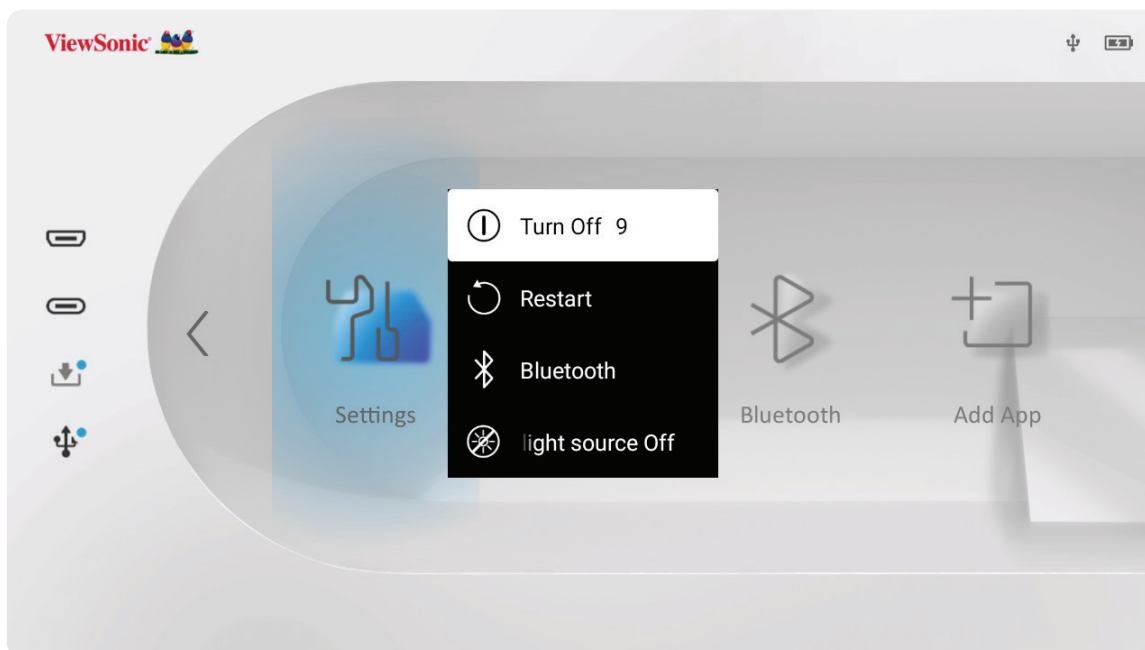 ViewSonic
Turn Off 9
Restart
Bluetooth
light source Off
Settings
Bluetooth
Add App